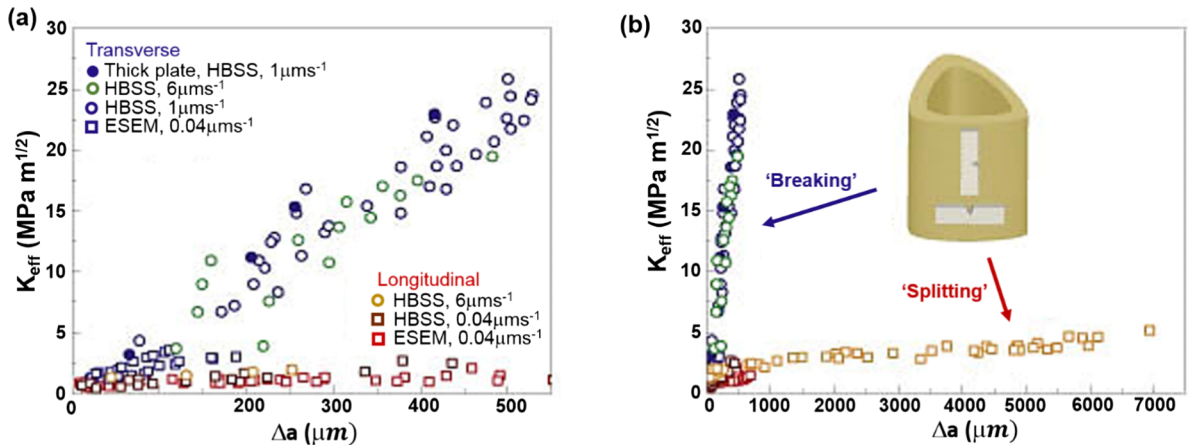 (a)
30
25
20
15
10
5
0
K_eff (MPa m^1/2)
Transverse
Thick plate, HBSS, 1μms⁻¹
HBSS, 6μms⁻¹
HBSS, 1μms⁻¹
ESEM, 0.04μms⁻¹
Longitudinal
HBSS, 6μms⁻¹
HBSS, 0.04μms⁻¹
ESEM, 0.04μms⁻¹
0 100 200 300 400 500
Δa (μm)
(b)
30
25
20
15
10
5
0
K_eff (MPa m^1/2)
'Breaking'
'Splitting'
0 1000 2000 3000 4000 5000 6000 7000
Δa (μm)